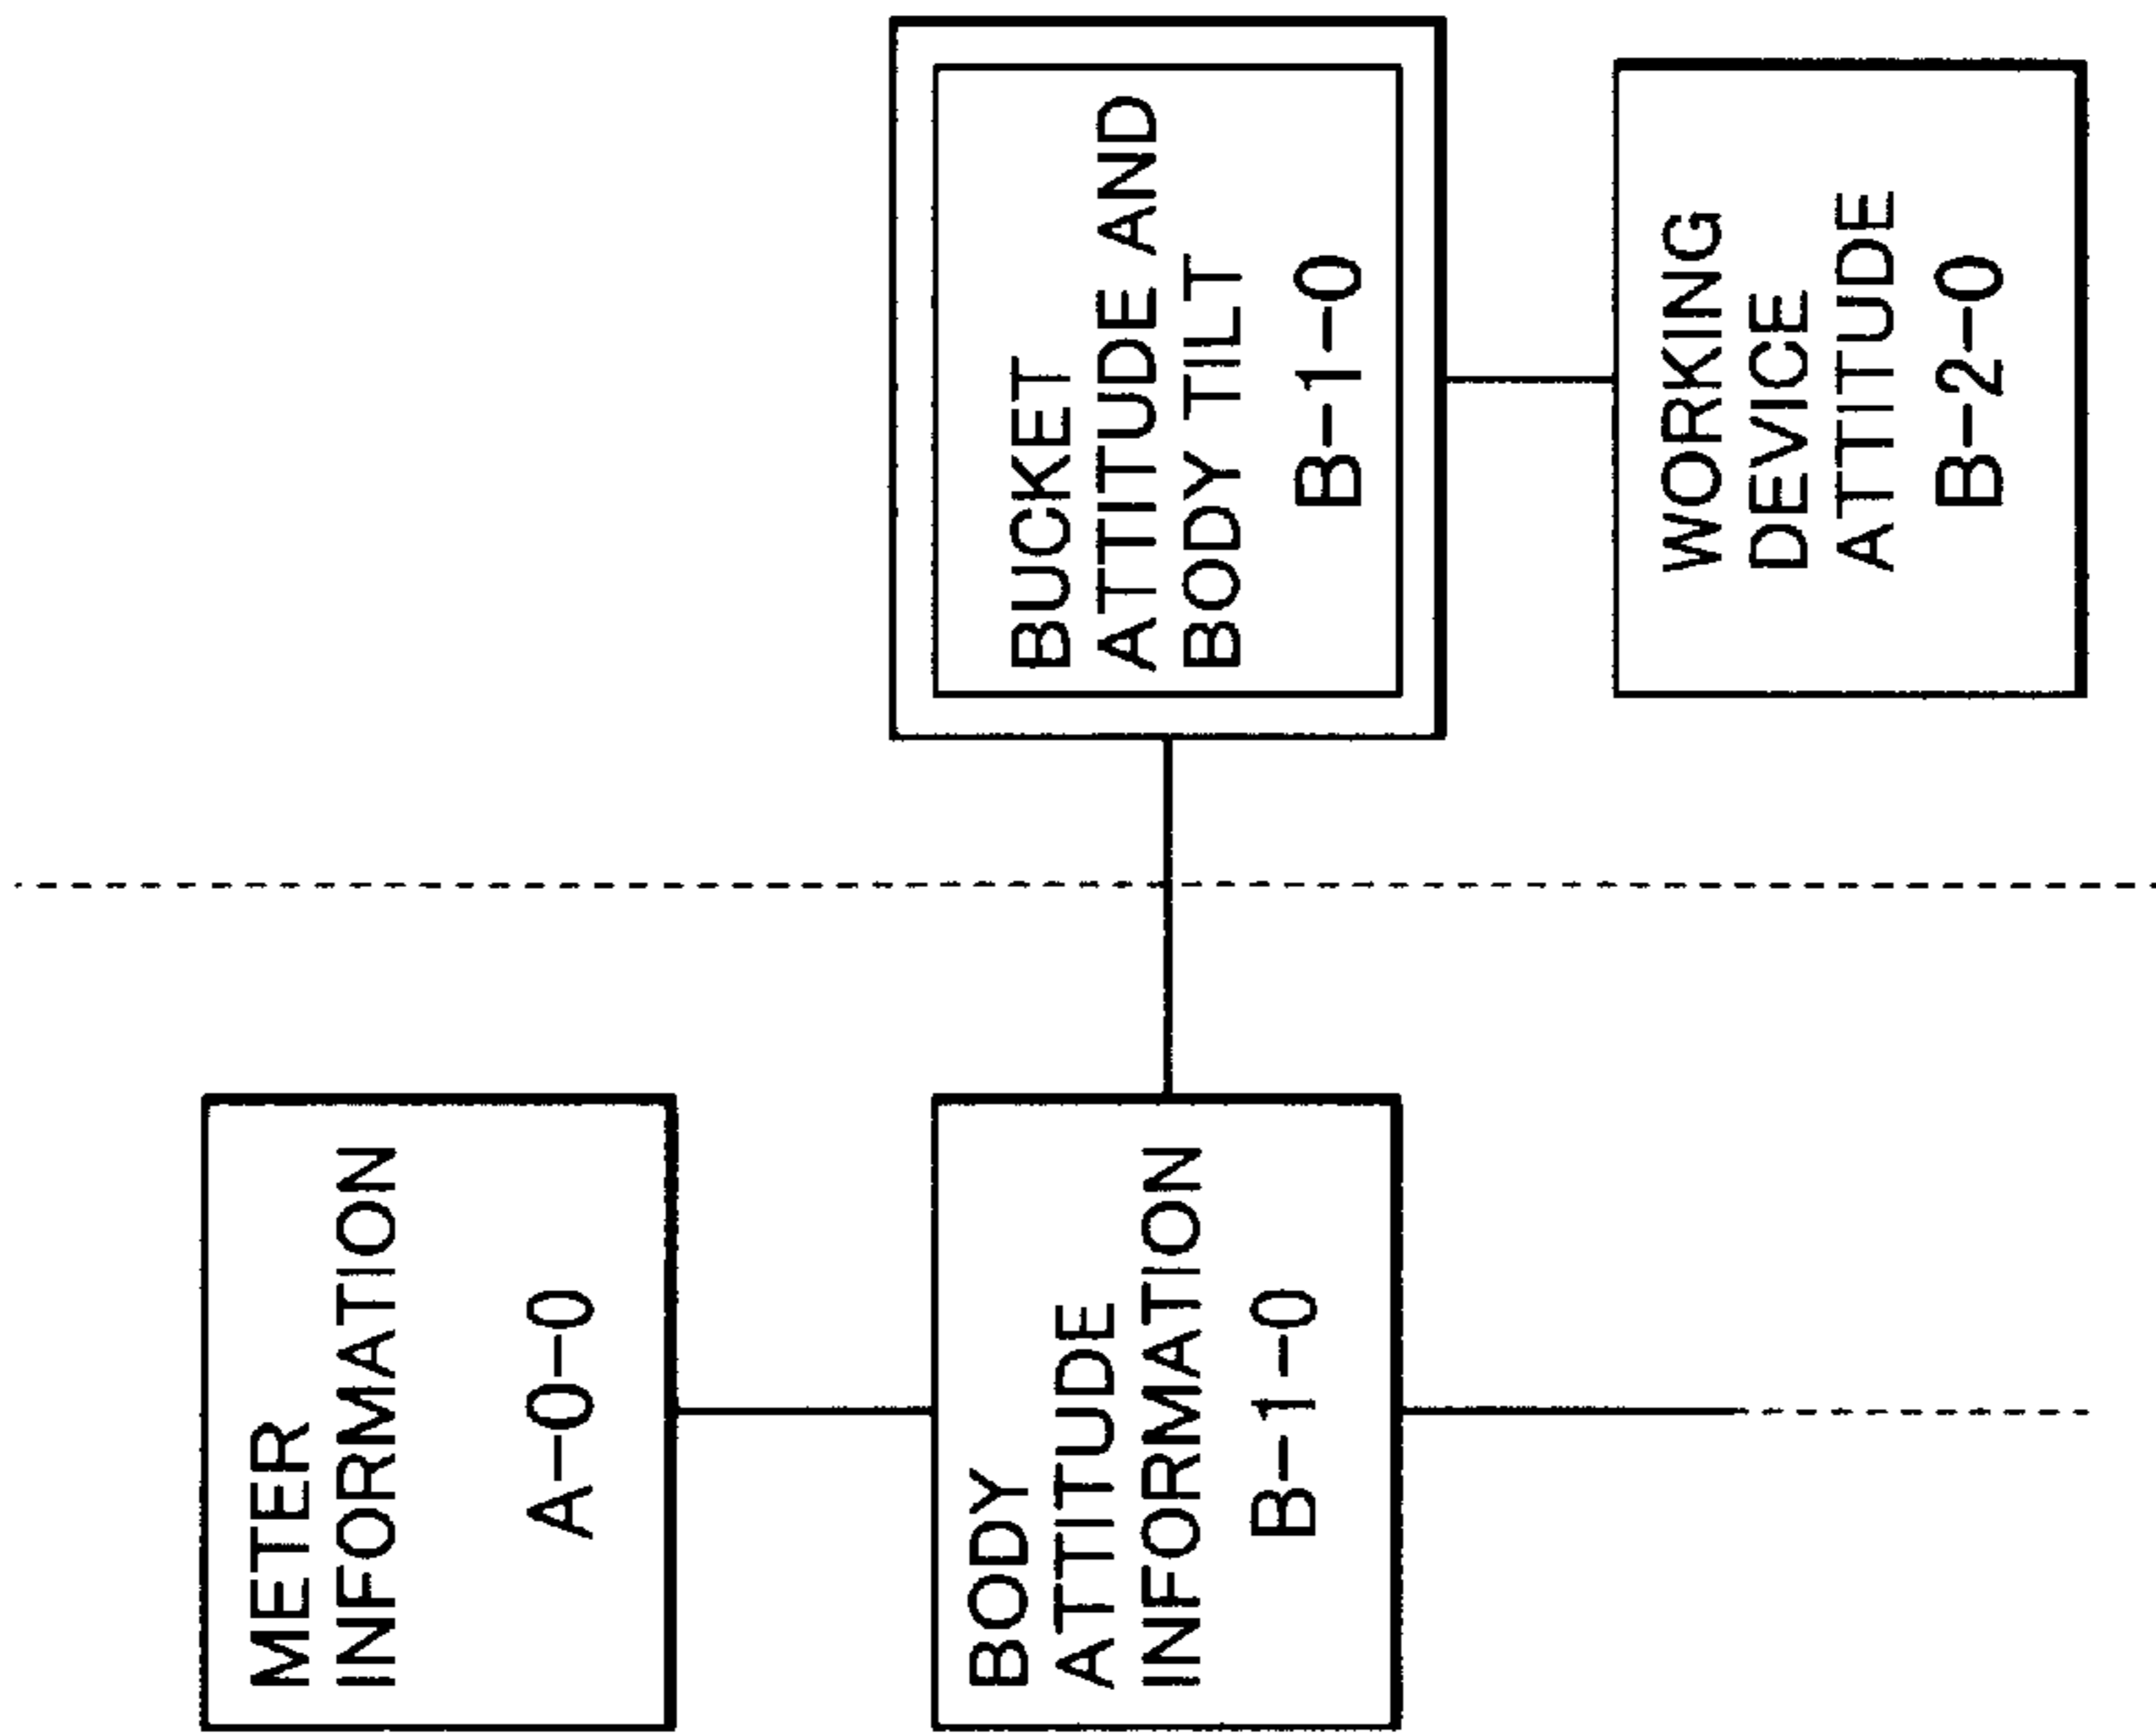 METER
INFORMATION
A-0-0
BODY
ATTITUDE
INFORMATION
B-1-0
BUCKET
ATTITUDE AND
BODY TILT
B-1-0
WORKING
DEVICE
ATTITUDE
B-2-0